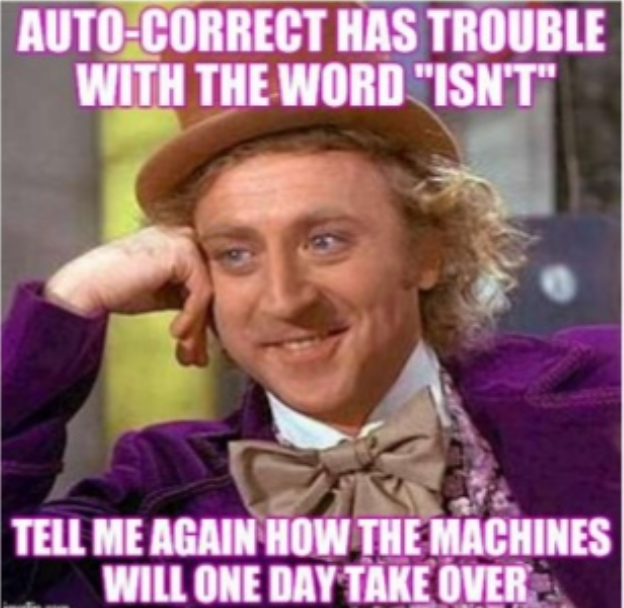 AUTO-CORRECT HAS TROUBLE
WITH THE WORD "ISN'T"
TELL ME AGAIN HOW THE MACHINES
WILL ONE DAY TAKE OVER